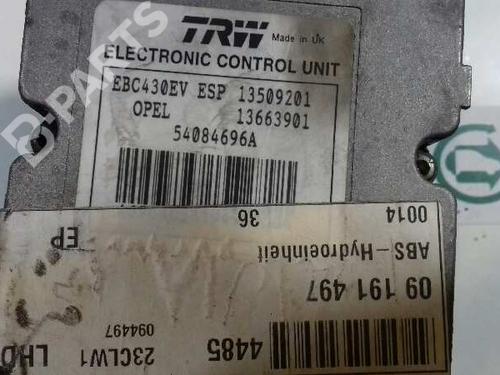 B-PARTS
TRW Made in UK
ELECTRONIC CONTROL UNIT
EBC430EV ESP 13509201
OPEL 13663901
54084696A
0014 36 EP
ABS-Hydroeinheit
09 191 497
094497
4485 23CLW1 LHD